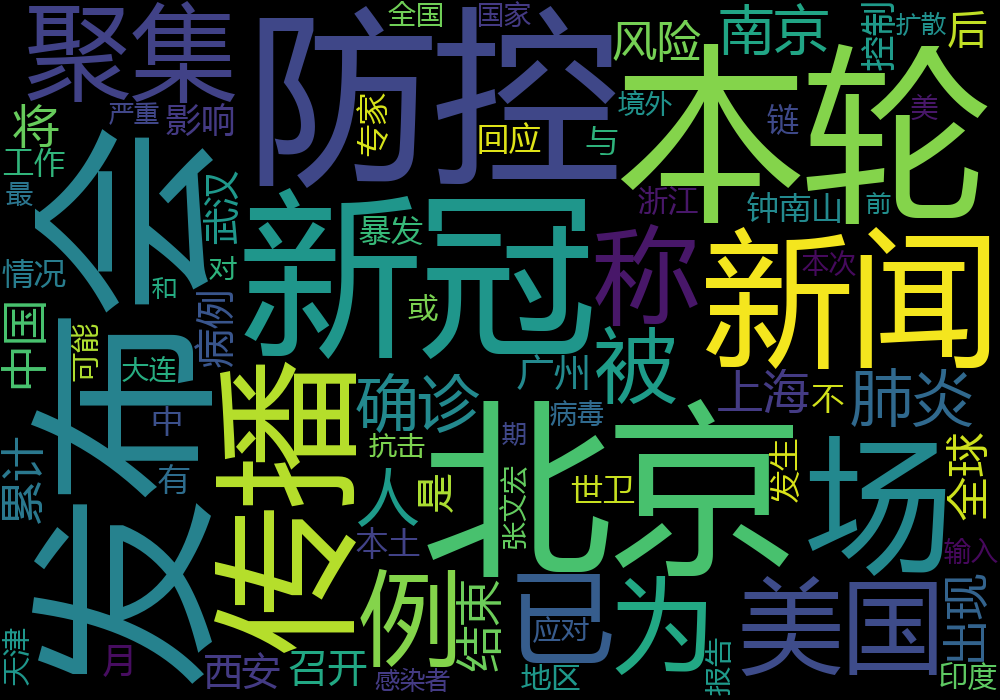 聚集
防控
全国
国家
风险
南京
控制
扩散
后
本轮
将
严重
影响
专家
回应
境外
与
链
美
工作
最
发布会
武汉
新冠
暴发
浙江
钟南山
前
称
新闻
本次
情况
对
和
或
中国
可能
病例
大连
传播
确诊
广州
被
上海
不
肺炎
中
病毒
期
抗击
北京
场
累计
有
人
是
张文宏
世卫
发生
全球
本土
输入
例
结束
已
应对
为
美国
出现
天津
月
西安
召开
感染者
地区
报告
印度